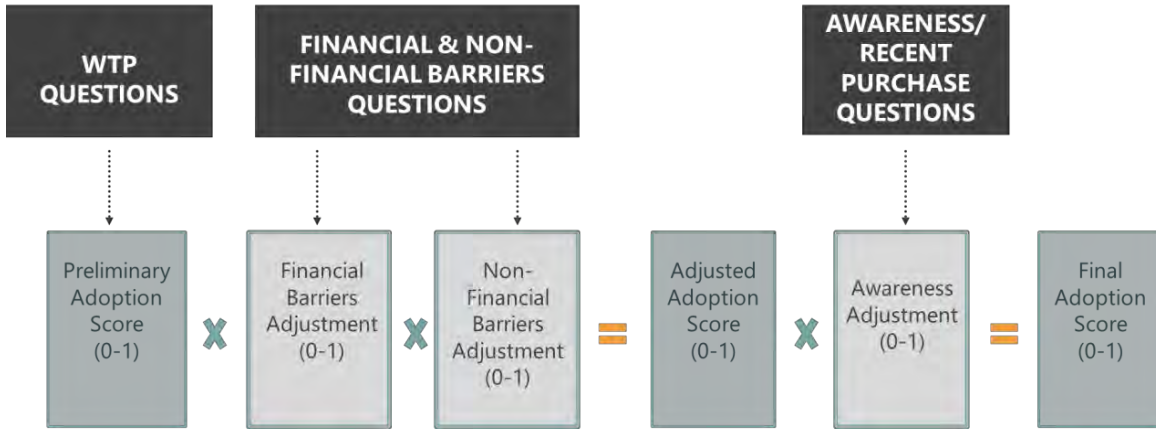 WTP
QUESTIONS
FINANCIAL & NON-
FINANCIAL BARRIERS
QUESTIONS
AWARENESS/
RECENT
PURCHASE
QUESTIONS
Preliminary
Adoption
Score
(0-1)
Financial
Barriers
Adjustment
(0-1)
Non-
Financial
Barriers
Adjustment
(0-1)
Adjusted
Adoption
Score
(0-1)
Awareness
Adjustment
(0-1)
Final
Adoption
Score
(0-1)